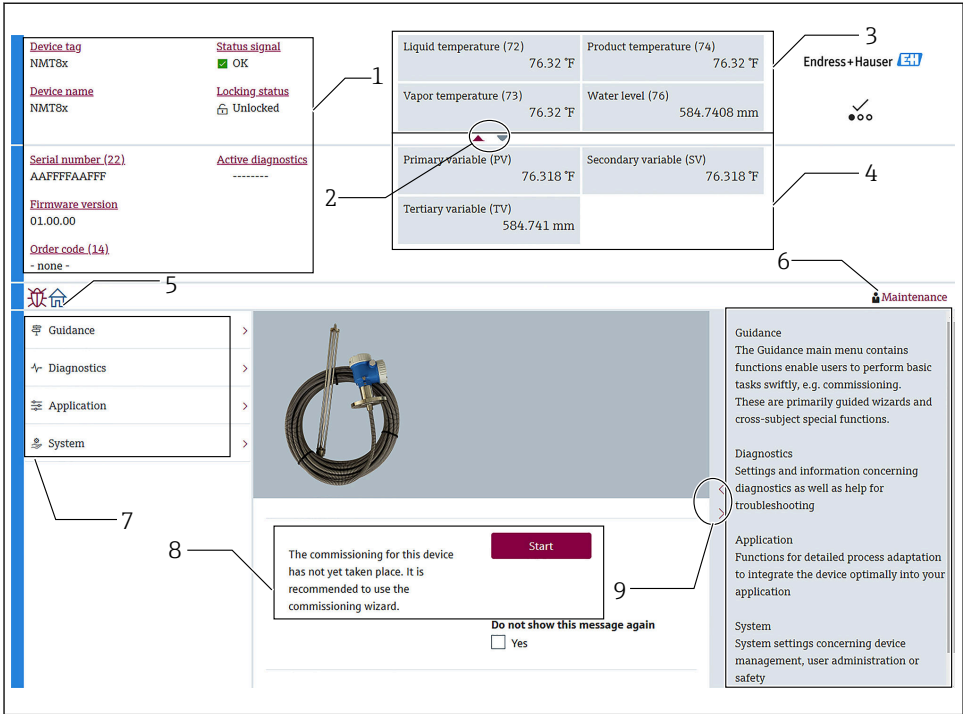 Device tag
NMT8x
Status signal
OK
Device name
NMT8x
Locking status
Unlocked
1
Liquid temperature (72)
76.32 °F
Product temperature (74)
76.32 °F
Vapor temperature (73)
76.32 °F
Water level (76)
584.7408 mm
3
Endress+Hauser EH
Serial number (22)
AAFFFFAAFFF
Active diagnostics
--------
Firmware version
01.00.00
Order code (14)
- none -
2
Primary variable (PV)
76.318 °F
Secondary variable (SV)
76.318 °F
Tertiary variable (TV)
584.741 mm
4
5
6
Maintenance
Guidance
Diagnostics
Application
System
7
8
The commissioning for this device
has not yet taken place. It is
recommended to use the
commissioning wizard.
Start
Do not show this message again
Yes
9
Guidance
The Guidance main menu contains
functions enable users to perform basic
tasks swiftly, e.g. commissioning.
These are primarily guided wizards and
cross-subject special functions.
Diagnostics
Settings and information concerning
diagnostics as well as help for
troubleshooting
Application
Functions for detailed process adaptation
to integrate the device optimally into your
application
System
System settings concerning device
management, user administration or
safety